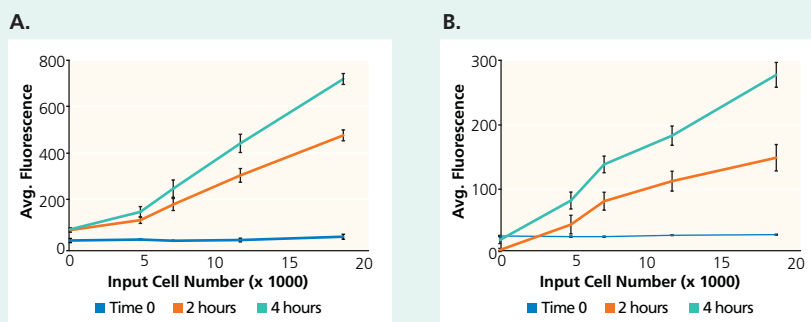 A.
800
600
400
200
0
Avg. Fluorescence
0 5 10 15 20
Input Cell Number (x 1000)
Time 0 2 hours 4 hours
B.
300
200
100
0
Avg. Fluorescence
0 5 10 15 20
Input Cell Number (x 1000)
Time 0 2 hours 4 hours